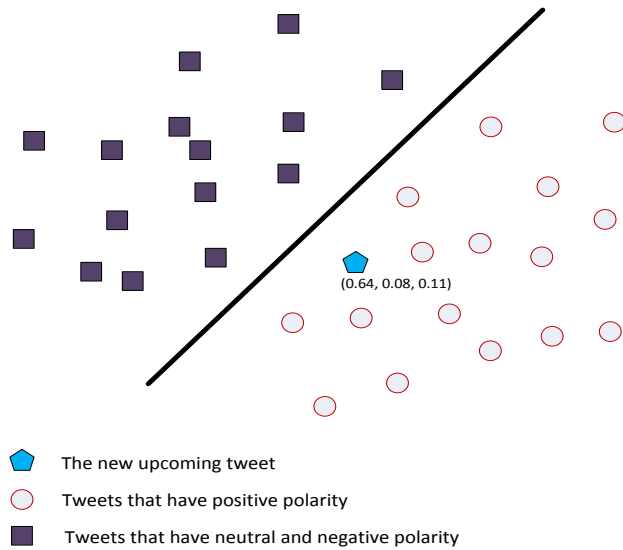 (0.64, 0.08, 0.11)
The new upcoming tweet
Tweets that have positive polarity
Tweets that have neutral and negative polarity